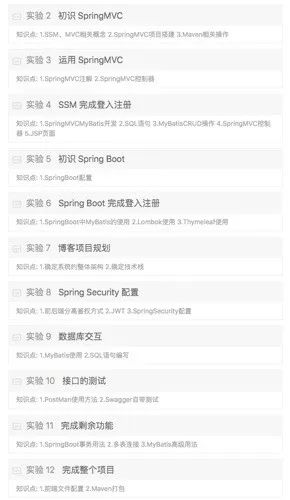 实验 2 初识 SpringMVC
知识点: 1.SSM、MVC相关概念 2.SpringMVC项目搭建 3.Maven相关操作
实验 3 运用 SpringMVC
知识点: 1.SpringMVC注解 2.SpringMVC控制器
实验 4 SSM 完成登入注册
知识点: 1.SpringMVCMyBatis开发 2.SQL语句 3.MyBatisCRUD操作 4.SpringMVC控制
器 5.JSP页面
实验 5 初识 Spring Boot
知识点: 1.SpringBoot配置
实验 6 Spring Boot 完成登入注册
知识点: 1.SpringBoot中MyBatis的使用 2.Lombok使用 3.Thymeleaf使用
实验 7 博客项目规划
知识点: 1.确定系统的整体架构 2.确定技术栈
实验 8 Spring Security 配置
知识点: 1.前后端分离鉴权方式 2.JWT 3.SpringSecurity配置
实验 9 数据库交互
知识点: 1.MyBatis使用 2.SQL语句编写
实验 10 接口的测试
知识点: 1.PostMan使用方法 2.Swagger自带测试
实验 11 完成剩余功能
知识点: 1.SpringBoot事务用法 2.多表连接 3.MyBatis高级用法
实验 12 完成整个项目
知识点: 1.前端文件配置 2.Maven打包